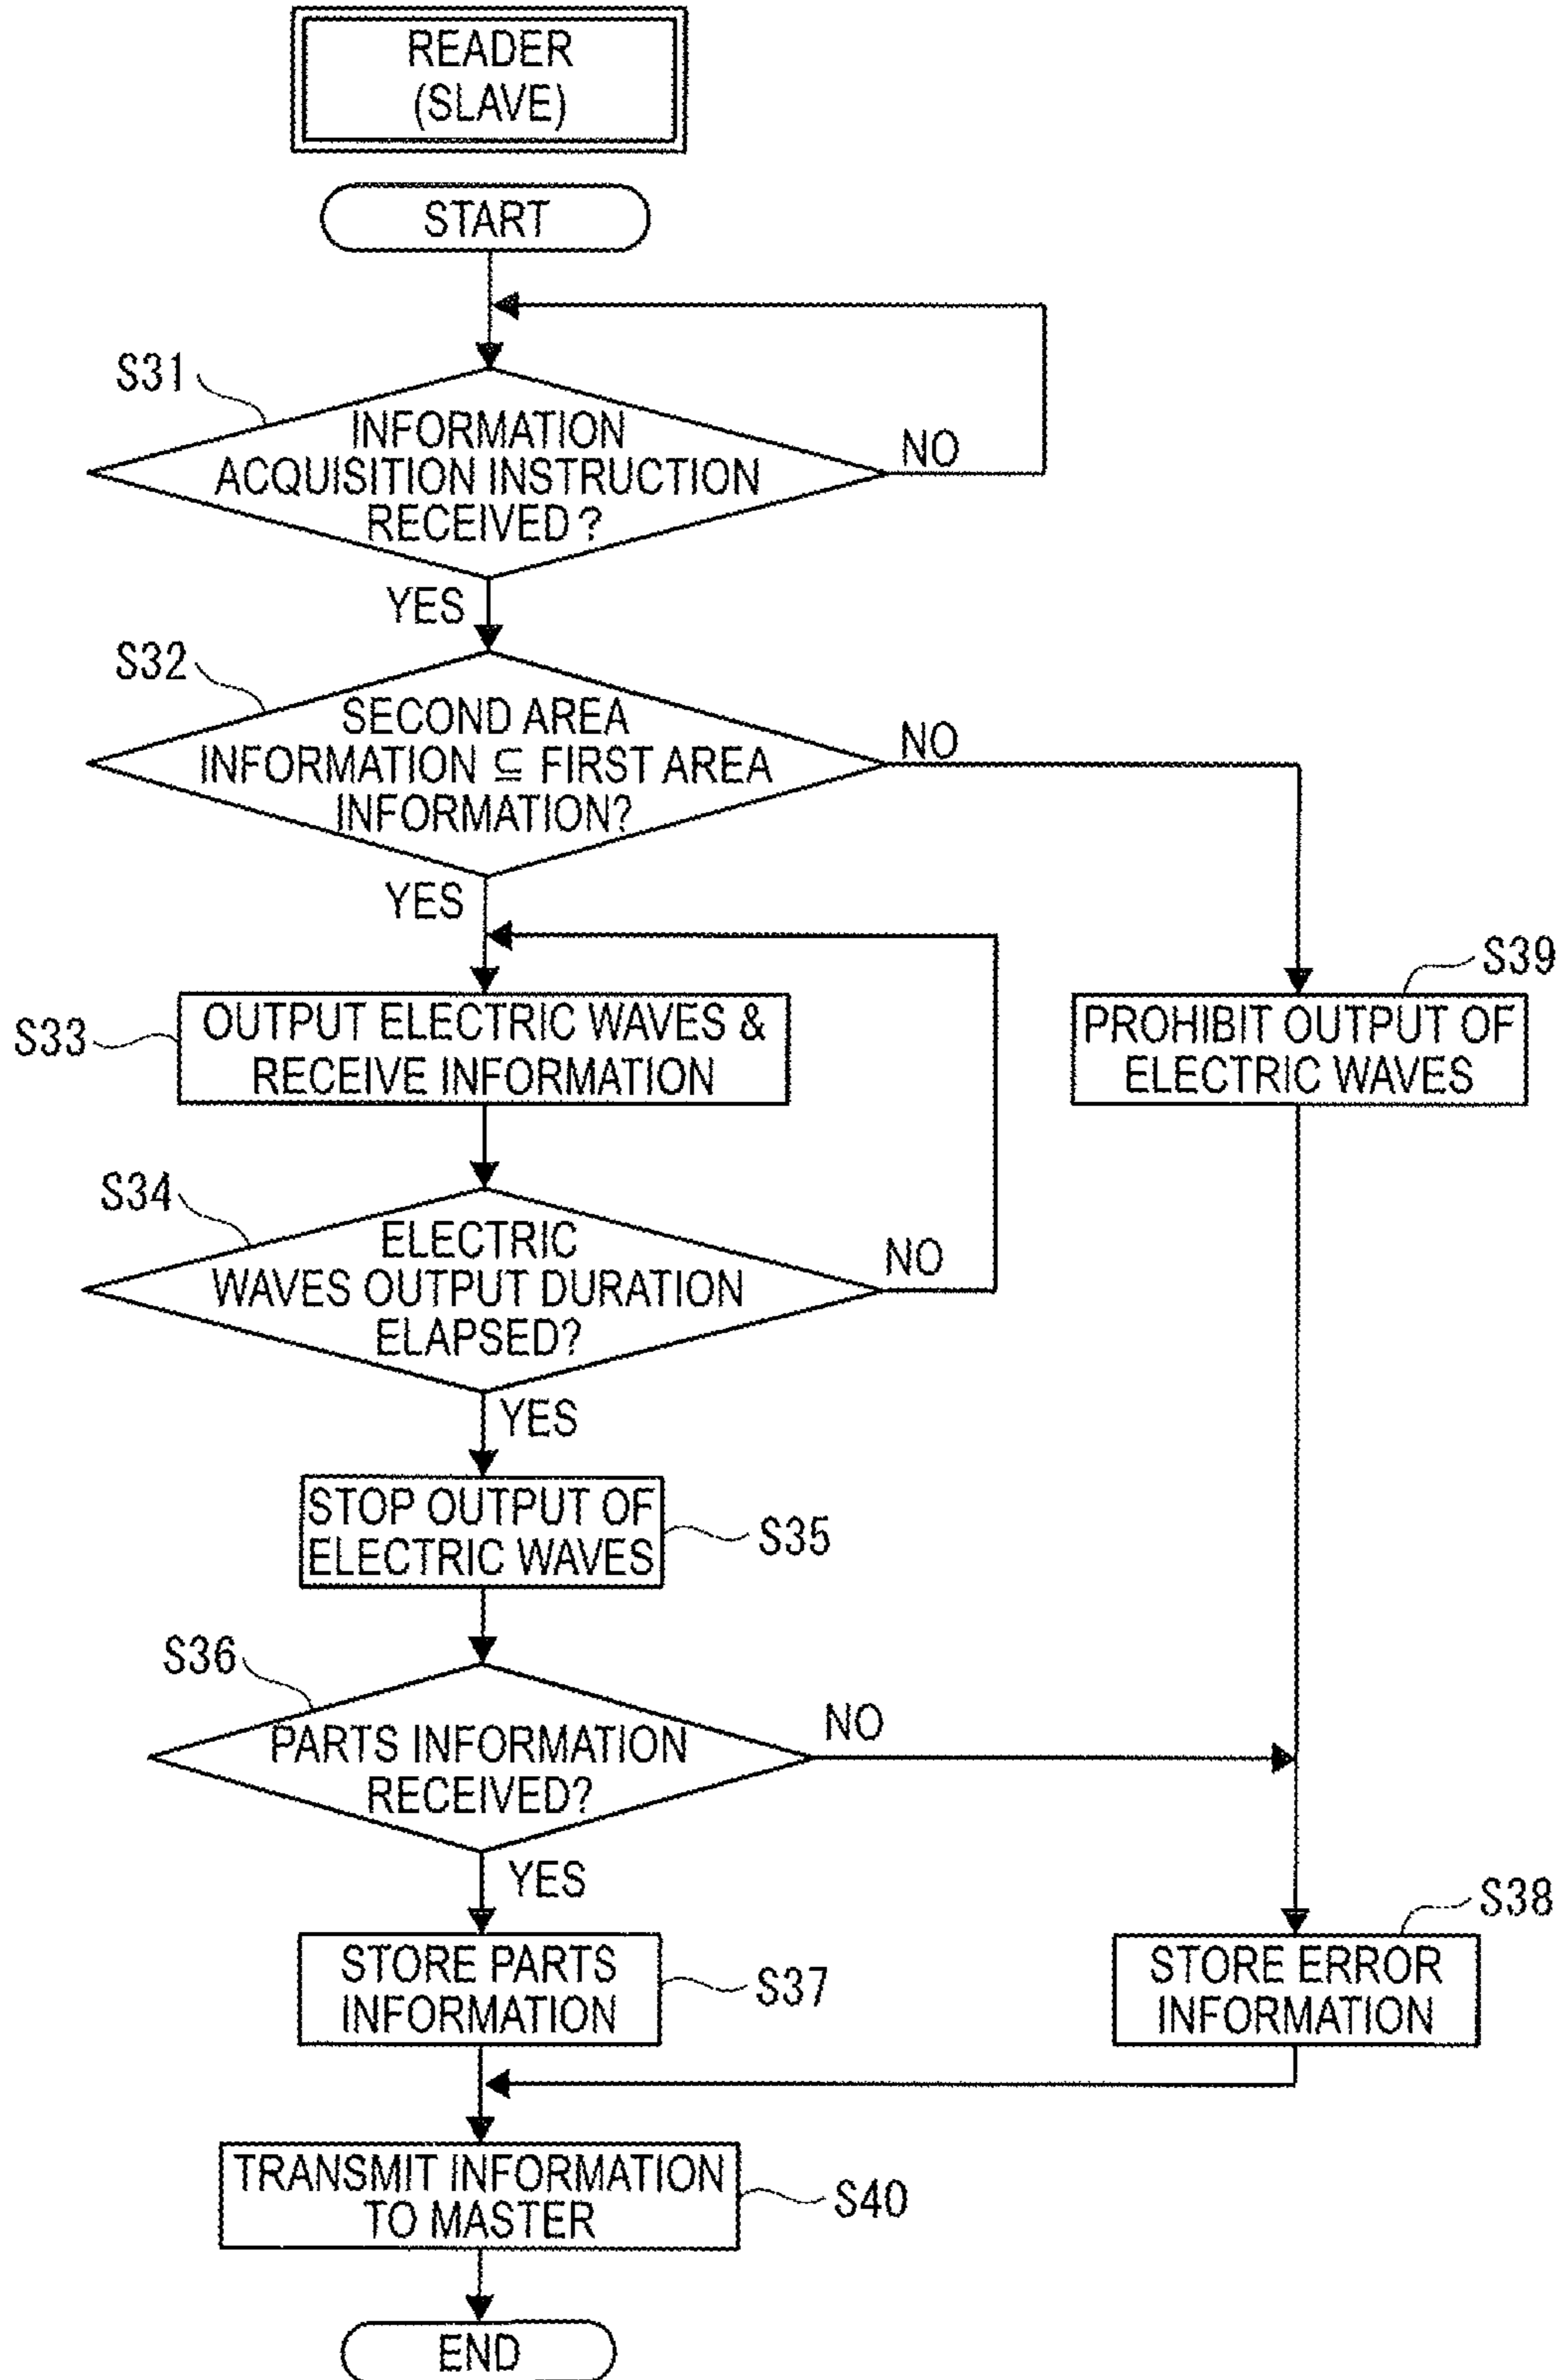 READER
(SLAVE)
START
S31
INFORMATION
ACQUISITION INSTRUCTION
RECEIVED?
NO
YES
S32
SECOND AREA
INFORMATION ⊆ FIRST AREA
INFORMATION?
NO
YES
S33
OUTPUT ELECTRIC WAVES &
RECEIVE INFORMATION
S39
PROHIBIT OUTPUT OF
ELECTRIC WAVES
S34
ELECTRIC
WAVES OUTPUT DURATION
ELAPSED?
NO
YES
STOP OUTPUT OF
ELECTRIC WAVES
S35
S36
PARTS INFORMATION
RECEIVED?
NO
YES
STORE PARTS
INFORMATION
S37
S38
STORE ERROR
INFORMATION
TRANSMIT INFORMATION
TO MASTER
S40
END